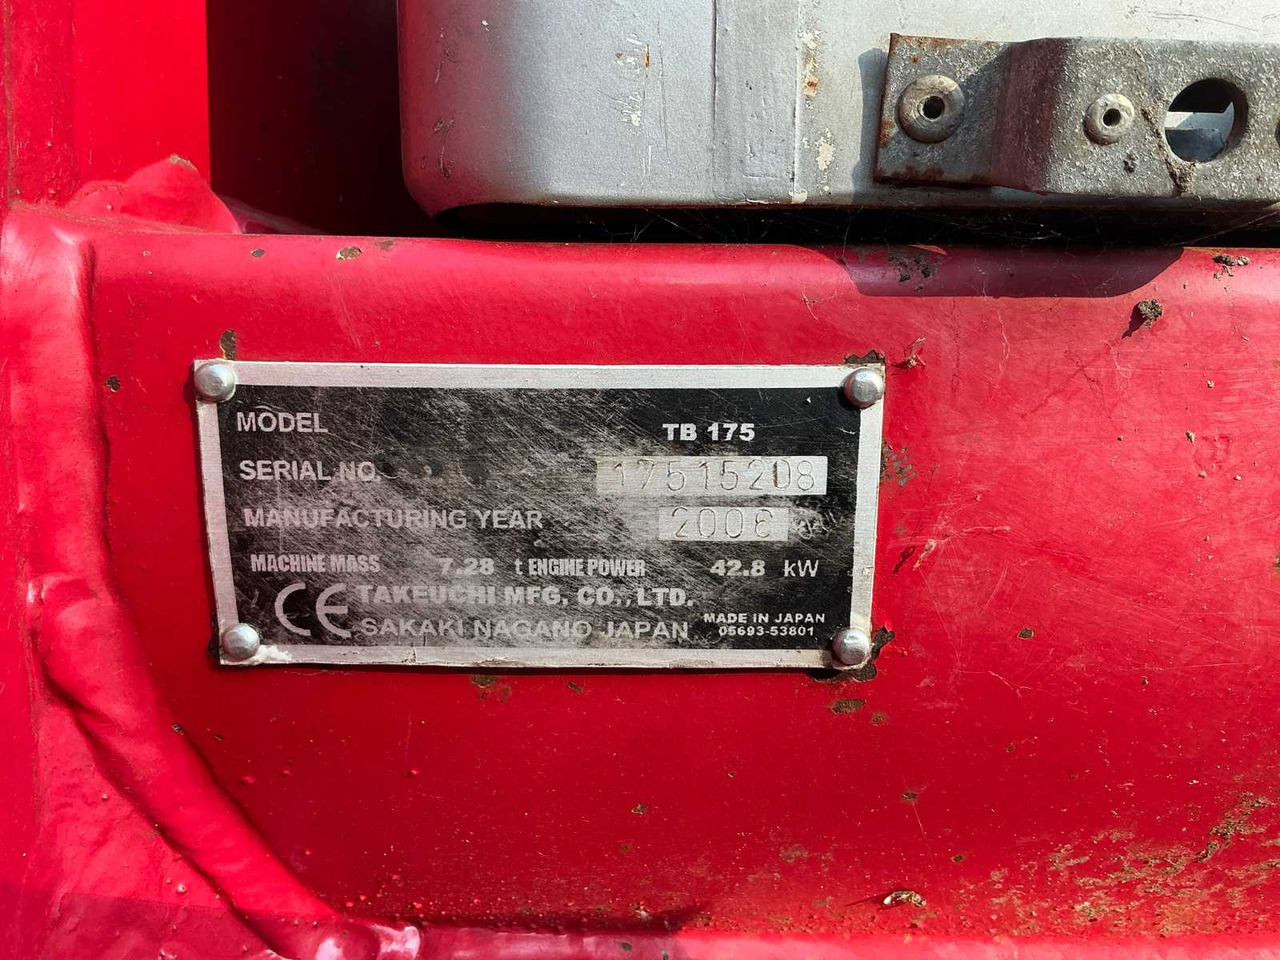 MODEL TB 175
SERIAL NO. 17515208
MANUFACTURING YEAR 2006
MACHINE MASS 7.28 t ENGINE POWER 42.8 kW
CE TAKEUCHI MFG, CO., LTD.
SAKAKI NAGANO JAPAN
MADE IN JAPAN
05693-53801